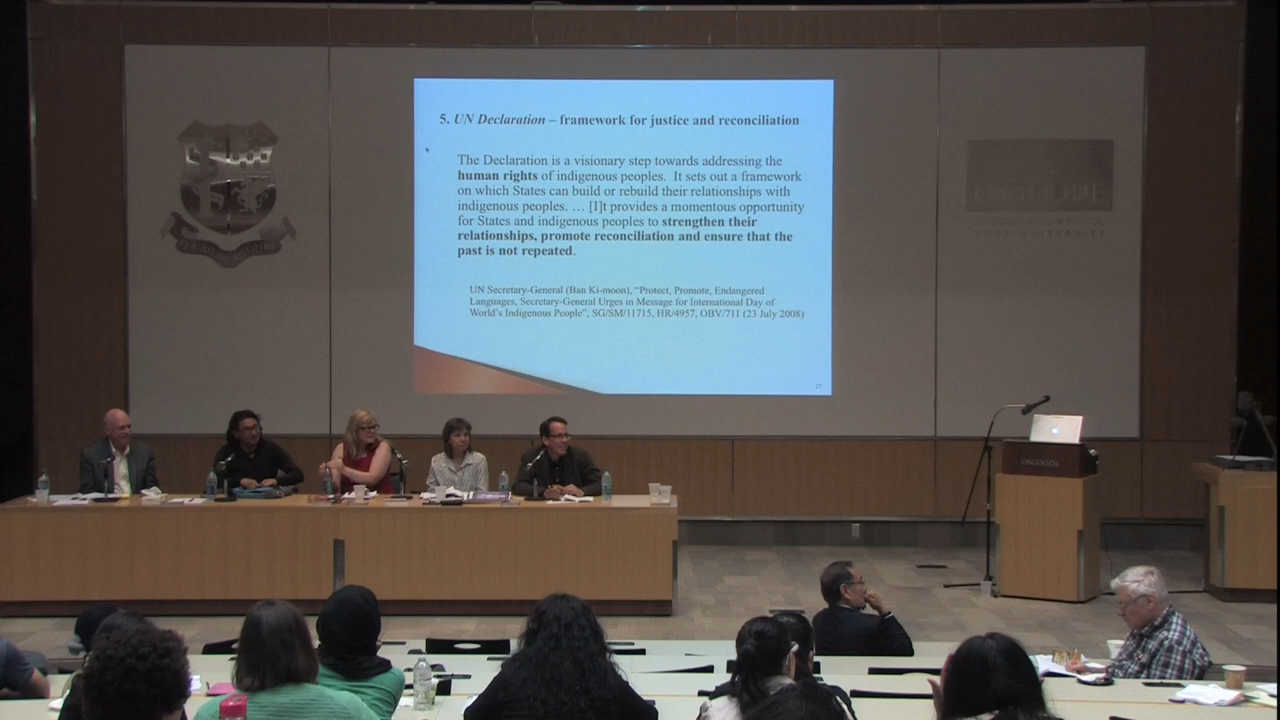 5. UN Declaration – framework for justice and reconciliation
The Declaration is a visionary step towards addressing the
human rights of indigenous peoples. It sets out a framework
on which States can build or rebuild their relationships with
indigenous peoples. … [I]t provides a momentous opportunity
for States and indigenous peoples to strengthen their
relationships, promote reconciliation and ensure that the
past is not repeated.
UN Secretary-General (Ban Ki-moon), “Protect, Promote, Endangered
Languages, Secretary-General Urges in Message for International Day of
World’s Indigenous People”, SG/SM/11715, HR/4957, OBV/711 (23 July 2008)
OSGOODE
OSGOODE